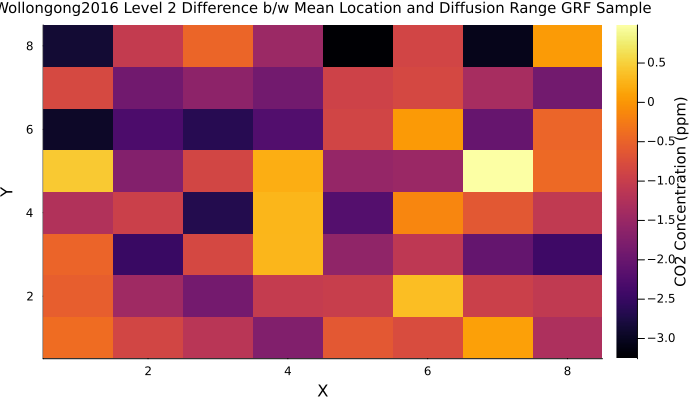 Wollongong2016 Level 2 Difference b/w Mean Location and Diffusion Range GRF Sample
8
6
4
2
Y
2 4 6 8
X
0.5
0
−0.5
−1.0
−1.5
−2.0
−2.5
−3.0
CO2 Concentration (ppm)